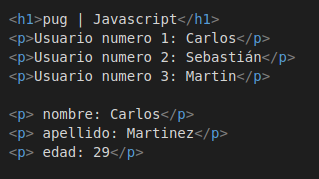 <h1>pug | Javascript</h1>
<p>Usuario numero 1: Carlos</p>
<p>Usuario numero 2: Sebastián</p>
<p>Usuario numero 3: Martin</p>
<p> nombre: Carlos</p>
<p> apellido: Martinez</p>
<p> edad: 29</p>